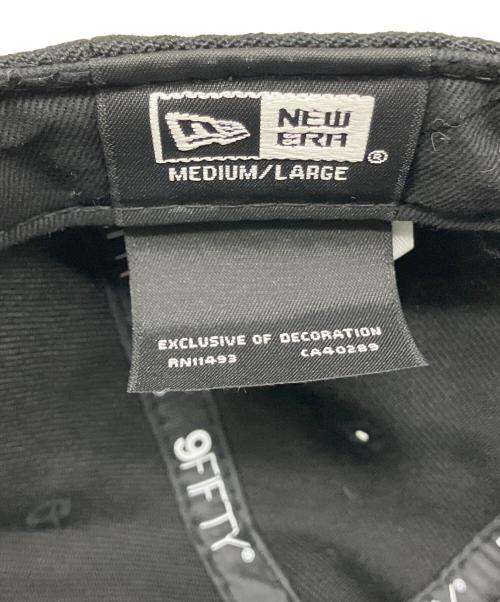 NEW
ERA®
MEDIUM/LARGE
EXCLUSIVE OF DECORATION
RN11493 CA40289
9FIFTY®